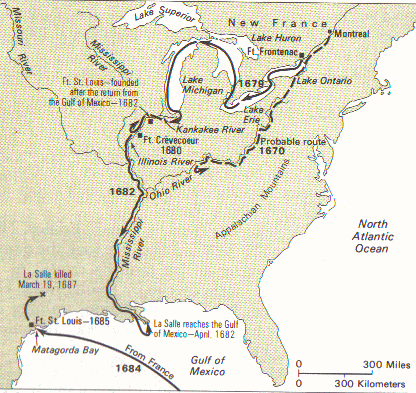 Missouri River
Mississippi
River
Lake Superior
New France
Montreal
Lake Huron
Ft. Frontenac
Lake
Michigan
1679
Lake Ontario
Lake
Erie
Ft. St. Louis—founded
after the return from
the Gulf of Mexico—1682
Kankakee River
Ft. Crèvecoeur
1680
Illinois River
Probable route
1670
1682
Ohio River
Appalachian Mountains
Mississippi
River
North
Atlantic
Ocean
La Salle killed
March 19, 1687
Ft. St. Louis—1685
La Salle reaches the Gulf
of Mexico—April, 1682
Matagorda Bay
From France
1684
Gulf of
Mexico
0 300 Miles
0 300 Kilometers